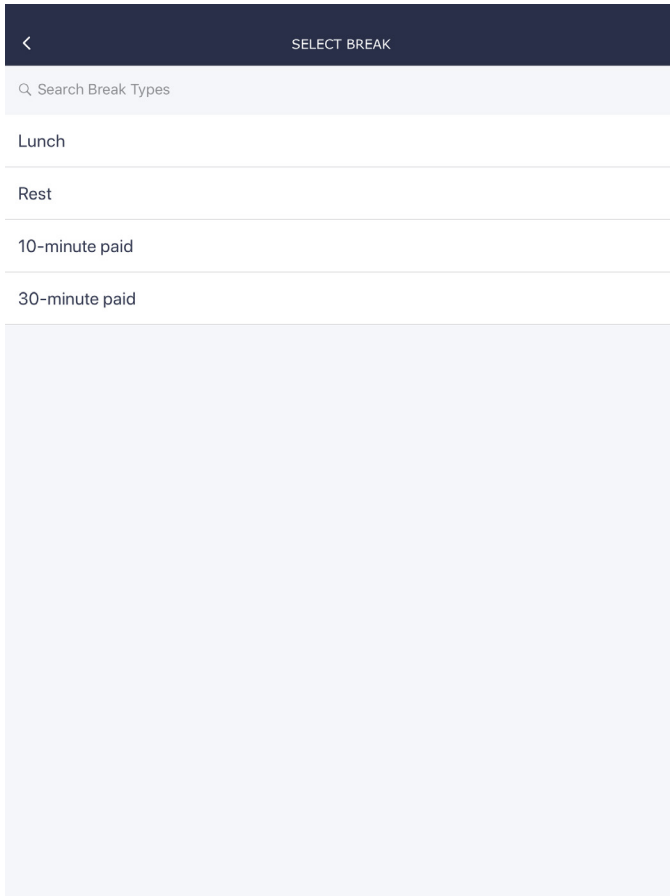 SELECT BREAK
Search Break Types
Lunch
Rest
10-minute paid
30-minute paid